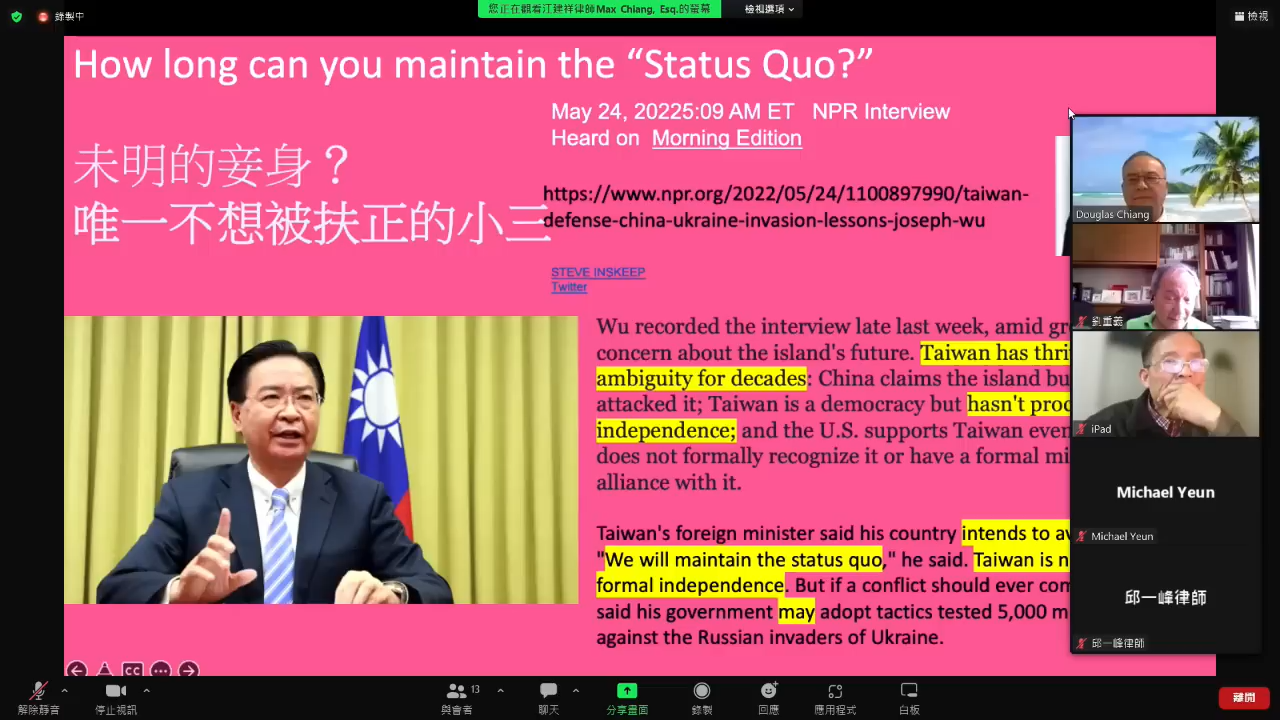 您正在觀看江建祥律師Max Chiang, Esq.的螢幕
檢視選項
錄製中
檢視
How long can you maintain the “Status Quo?”
May 24, 20225:09 AM ET NPR Interview
Heard on Morning Edition
未明的妾身？
唯一不想被扶正的小三
https://www.npr.org/2022/05/24/1100897990/taiwan-
defense-china-ukraine-invasion-lessons-joseph-wu
STEVE INSKEEP
Twitter
Wu recorded the interview late last week, amid gr
concern about the island's future. Taiwan has thri
ambiguity for decades: China claims the island bu
attacked it; Taiwan is a democracy but hasn't proc
independence; and the U.S. supports Taiwan even
does not formally recognize it or have a formal mi
alliance with it.
Taiwan's foreign minister said his country intends to av
"We will maintain the status quo," he said. Taiwan is n
formal independence. But if a conflict should ever com
said his government may adopt tactics tested 5,000 m
against the Russian invaders of Ukraine.
Douglas Chiang
劉重義
iPad
Michael Yeun
Michael Yeun
邱一峰律師
邱一峰律師
CC
解除靜音
停止視訊
13
與會者
聊天
分享畫面
錄製
回應
應用程式
白板
離開